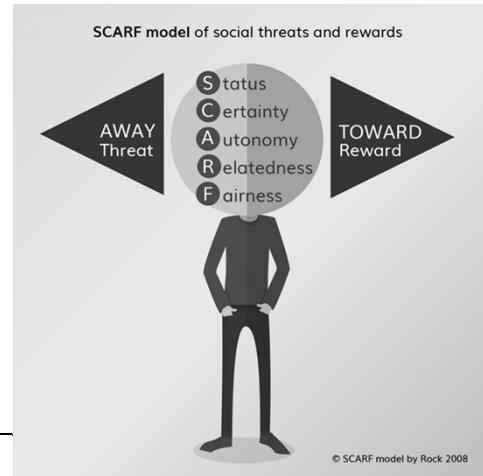 SCARF model of social threats and rewards
Status
Certainty
AWAY
Threat
Autonomy
TOWARD
Reward
Relatedness
Fairness
© SCARF model by Rock 2008